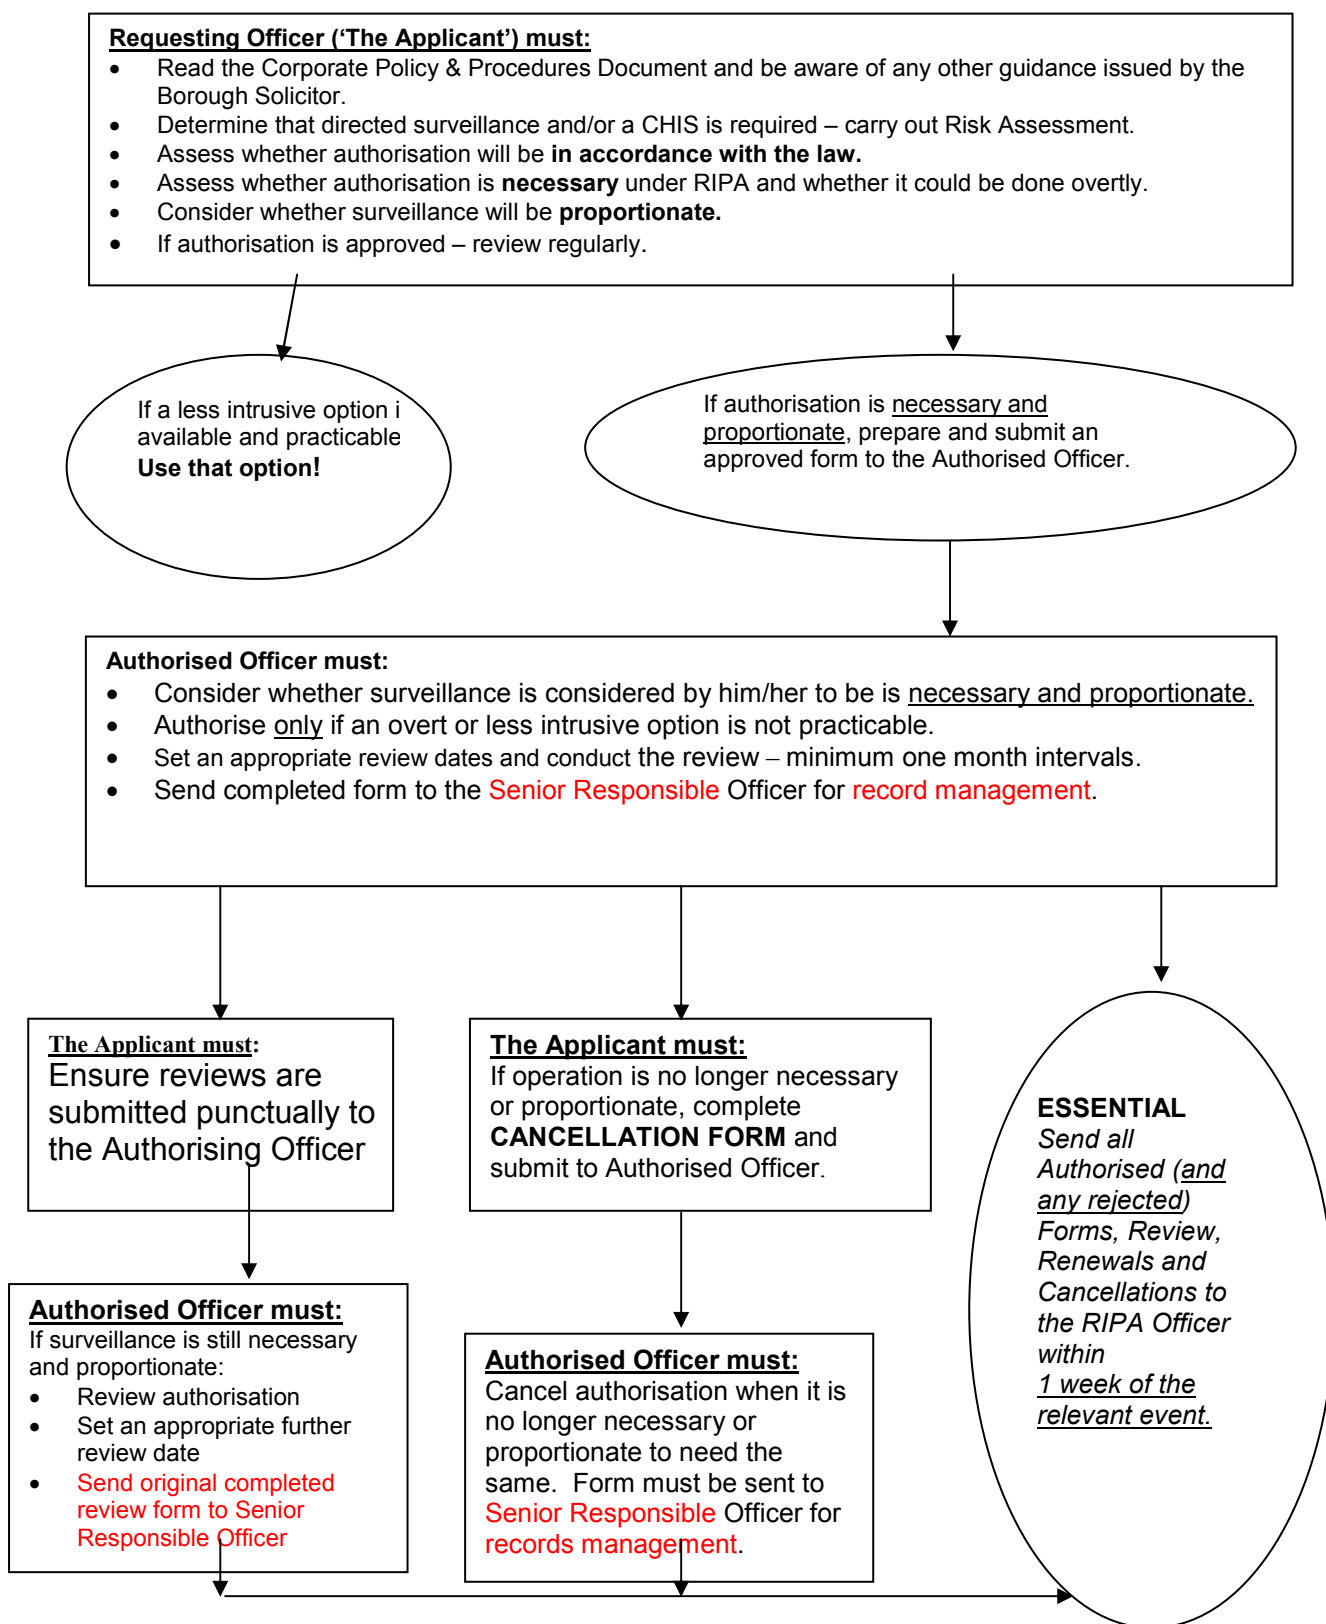 Requesting Officer (‘The Applicant’) must:
• Read the Corporate Policy & Procedures Document and be aware of any other guidance issued by the
Borough Solicitor.
• Determine that directed surveillance and/or a CHIS is required – carry out Risk Assessment.
• Assess whether authorisation will be in accordance with the law.
• Assess whether authorisation is necessary under RIPA and whether it could be done overtly.
• Consider whether surveillance will be proportionate.
• If authorisation is approved – review regularly.
If a less intrusive option i
available and practicable
Use that option!
If authorisation is necessary and
proportionate, prepare and submit an
approved form to the Authorised Officer.
Authorised Officer must:
• Consider whether surveillance is considered by him/her to be is necessary and proportionate.
• Authorise only if an overt or less intrusive option is not practicable.
• Set an appropriate review dates and conduct the review – minimum one month intervals.
• Send completed form to the Senior Responsible Officer for record management.
The Applicant must:
Ensure reviews are
submitted punctually to
the Authorising Officer
The Applicant must:
If operation is no longer necessary
or proportionate, complete
CANCELLATION FORM and
submit to Authorised Officer.
ESSENTIAL
Send all
Authorised (and
any rejected)
Forms, Review,
Renewals and
Cancellations to
the RIPA Officer
within
1 week of the
relevant event.
Authorised Officer must:
If surveillance is still necessary
and proportionate:
• Review authorisation
• Set an appropriate further
review date
• Send original completed
review form to Senior
Responsible Officer
Authorised Officer must:
Cancel authorisation when it is
no longer necessary or
proportionate to need the
same. Form must be sent to
Senior Responsible Officer for
records management.